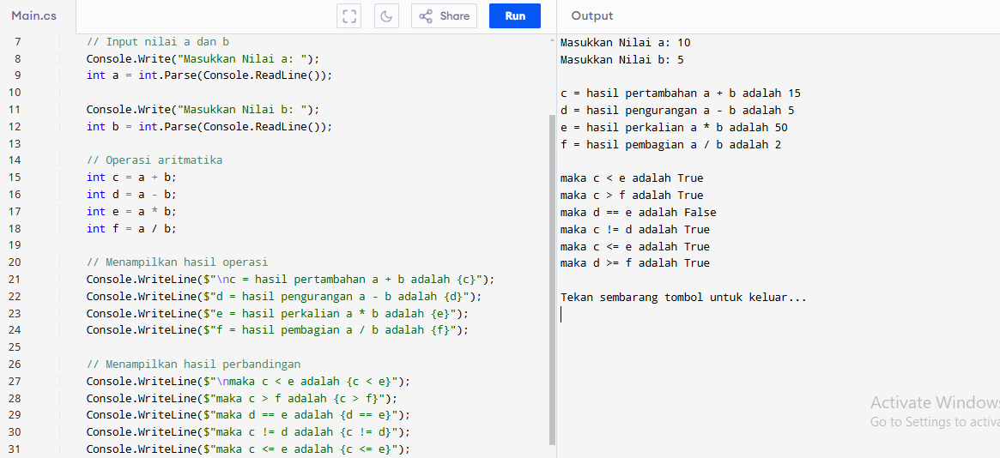 Main.cs
Share
Run
Output
7 // Input nilai a dan b
8 Console.Write("Masukkan Nilai a: ");
9 int a = int.Parse(Console.ReadLine());
10
11 Console.Write("Masukkan Nilai b: ");
12 int b = int.Parse(Console.ReadLine());
13
14 // Operasi aritmatika
15 int c = a + b;
16 int d = a - b;
17 int e = a * b;
18 int f = a / b;
19
20 // Menampilkan hasil operasi
21 Console.WriteLine($"\nc = hasil pertambahan a + b adalah {c}");
22 Console.WriteLine($"d = hasil pengurangan a - b adalah {d}");
23 Console.WriteLine($"e = hasil perkalian a * b adalah {e}");
24 Console.WriteLine($"f = hasil pembagian a / b adalah {f}");
25
26 // Menampilkan hasil perbandingan
27 Console.WriteLine($"\nmaka c < e adalah {c < e}");
28 Console.WriteLine($"maka c > f adalah {c > f}");
29 Console.WriteLine($"maka d == e adalah {d == e}");
30 Console.WriteLine($"maka c != d adalah {c != d}");
31 Console.WriteLine($"maka c <= e adalah {c <= e}");
Masukkan Nilai a: 10
Masukkan Nilai b: 5
c = hasil pertambahan a + b adalah 15
d = hasil pengurangan a - b adalah 5
e = hasil perkalian a * b adalah 50
f = hasil pembagian a / b adalah 2
maka c < e adalah True
maka c > f adalah True
maka d == e adalah False
maka c != d adalah True
maka c <= e adalah True
maka d >= f adalah True
Tekan sembarang tombol untuk keluar...
Activate Windows
Go to Settings to activa